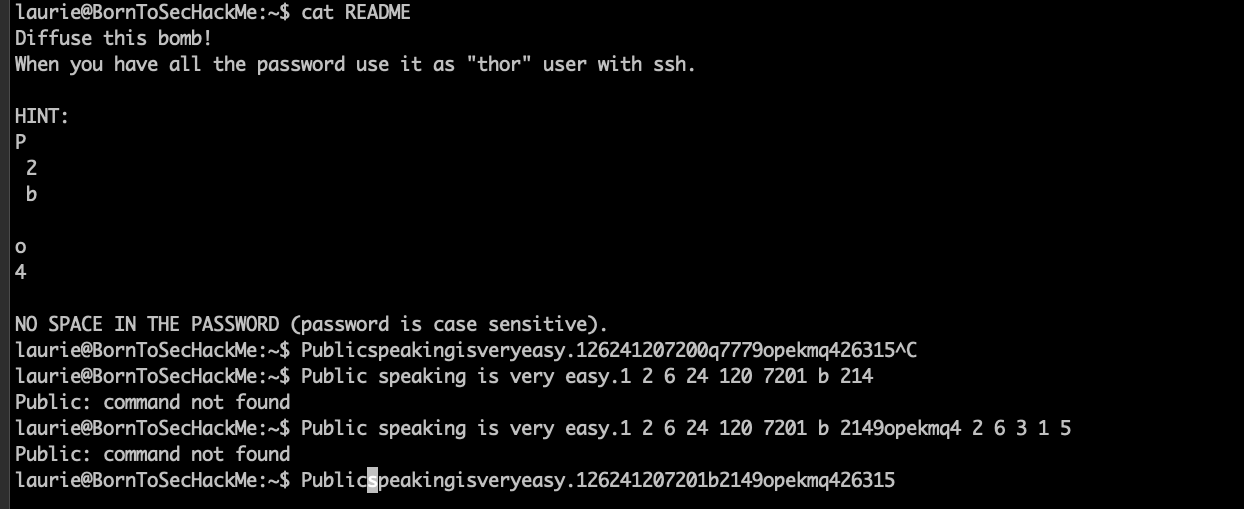 laurie@BornToSecHackMe:~$ cat README
Diffuse this bomb!
When you have all the password use it as "thor" user with ssh.
HINT:
P
 2
 b
o
4
NO SPACE IN THE PASSWORD (password is case sensitive).
laurie@BornToSecHackMe:~$ Publicspeakingisveryeasy.126241207200q7779opekmq426315^C
laurie@BornToSecHackMe:~$ Public speaking is very easy.1 2 6 24 120 7201 b 214
Public: command not found
laurie@BornToSecHackMe:~$ Public speaking is very easy.1 2 6 24 120 7201 b 2149opekmq4 2 6 3 1 5
Public: command not found
laurie@BornToSecHackMe:~$ Publicspeakingisveryeasy.126241207201b2149opekmq426315